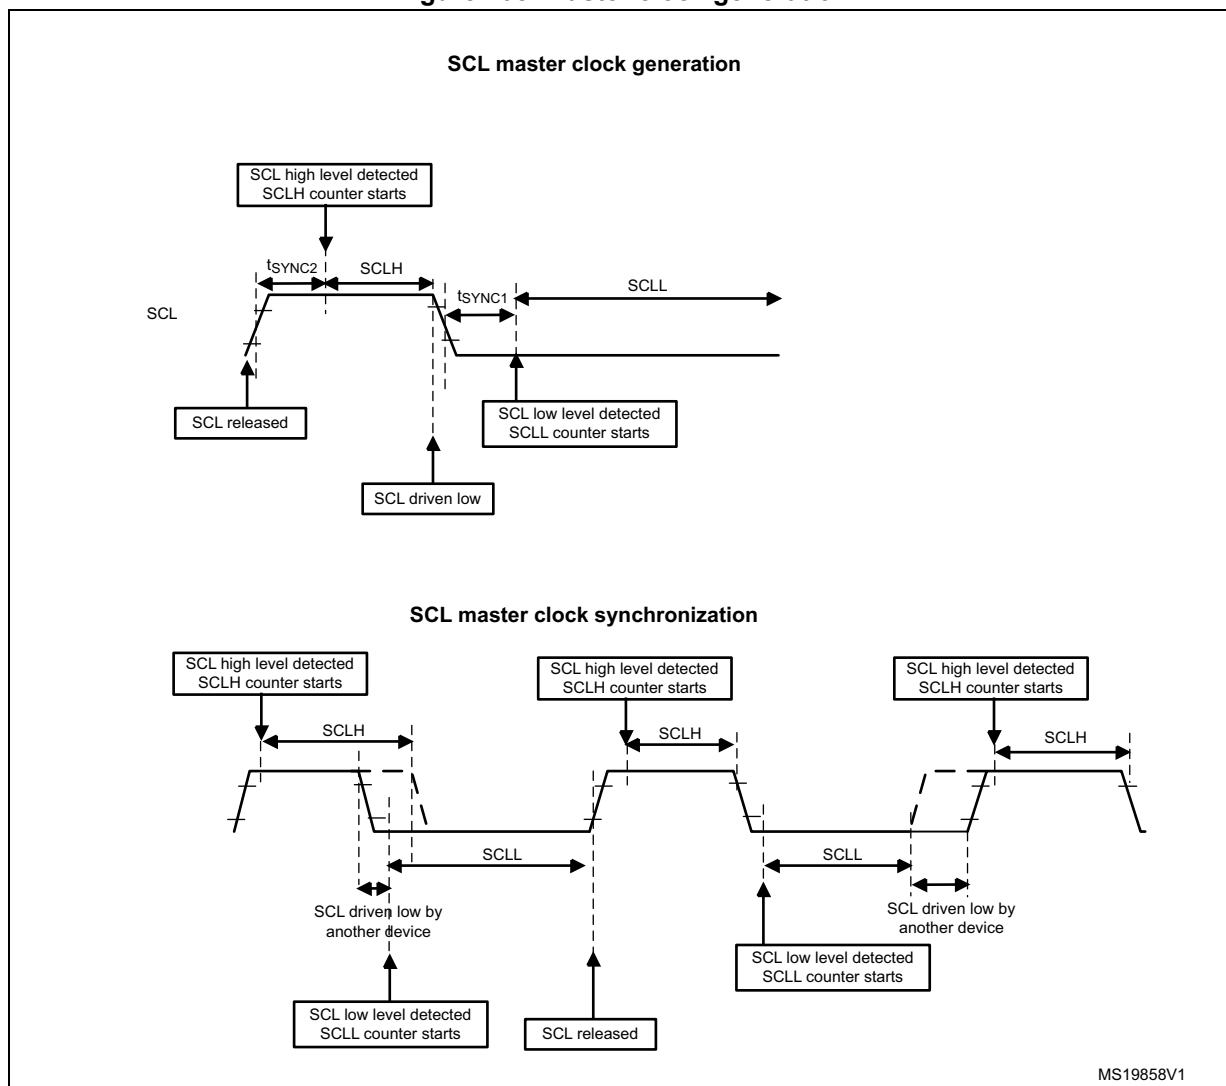 SCL master clock generation
SCL high level detected
SCLH counter starts
tSYNC2
SCLH
SCLL
tSYNC1
SCL
SCL released
SCL low level detected
SCLL counter starts
SCL driven low
SCL master clock synchronization
SCL high level detected
SCLH counter starts
SCL high level detected
SCLH counter starts
SCL high level detected
SCLH counter starts
SCLH
SCLH
SCLH
SCLL
SCLL
SCL driven low by
another device
SCL driven low by
another device
SCL low level detected
SCLL counter starts
SCL low level detected
SCLL counter starts
SCL released
MS19858V1